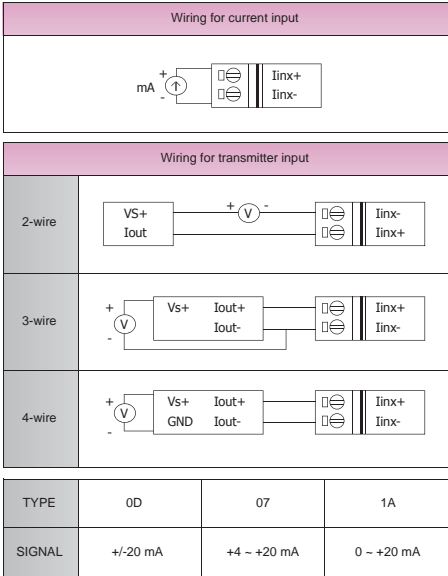 Wiring for current input
+
mA
-
Iinx+
Iinx-
Wiring for transmitter input
2-wire
VS+
Iout
+ V -
Iinx-
Iinx+
3-wire
+
V
-
Vs+ Iout+
Iout-
Iinx+
Iinx-
4-wire
+
V
-
Vs+ Iout+
GND Iout-
Iinx+
Iinx-
TYPE 0D 07 1A
SIGNAL +/-20 mA +4 ~ +20 mA 0 ~ +20 mA